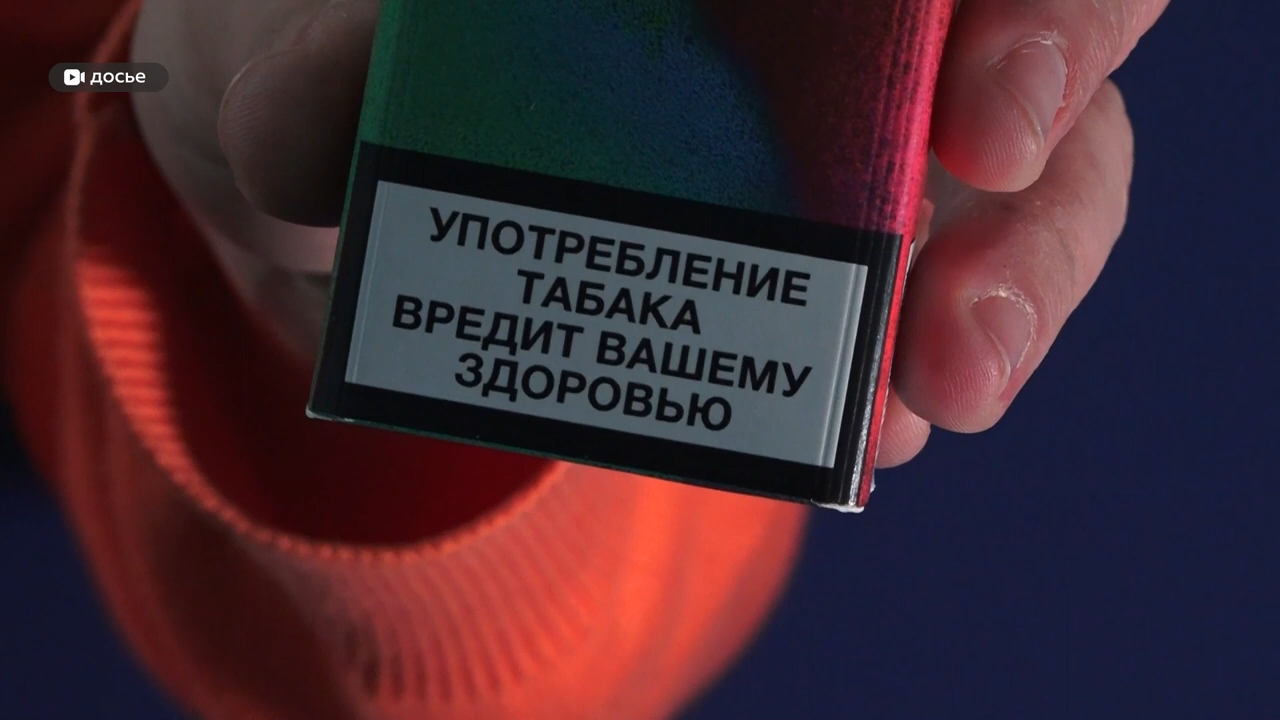 досье
УПОТРЕБЛЕНИЕ
ТАБАКА
ВРЕДИТ ВАШЕМУ
ЗДОРОВЬЮ